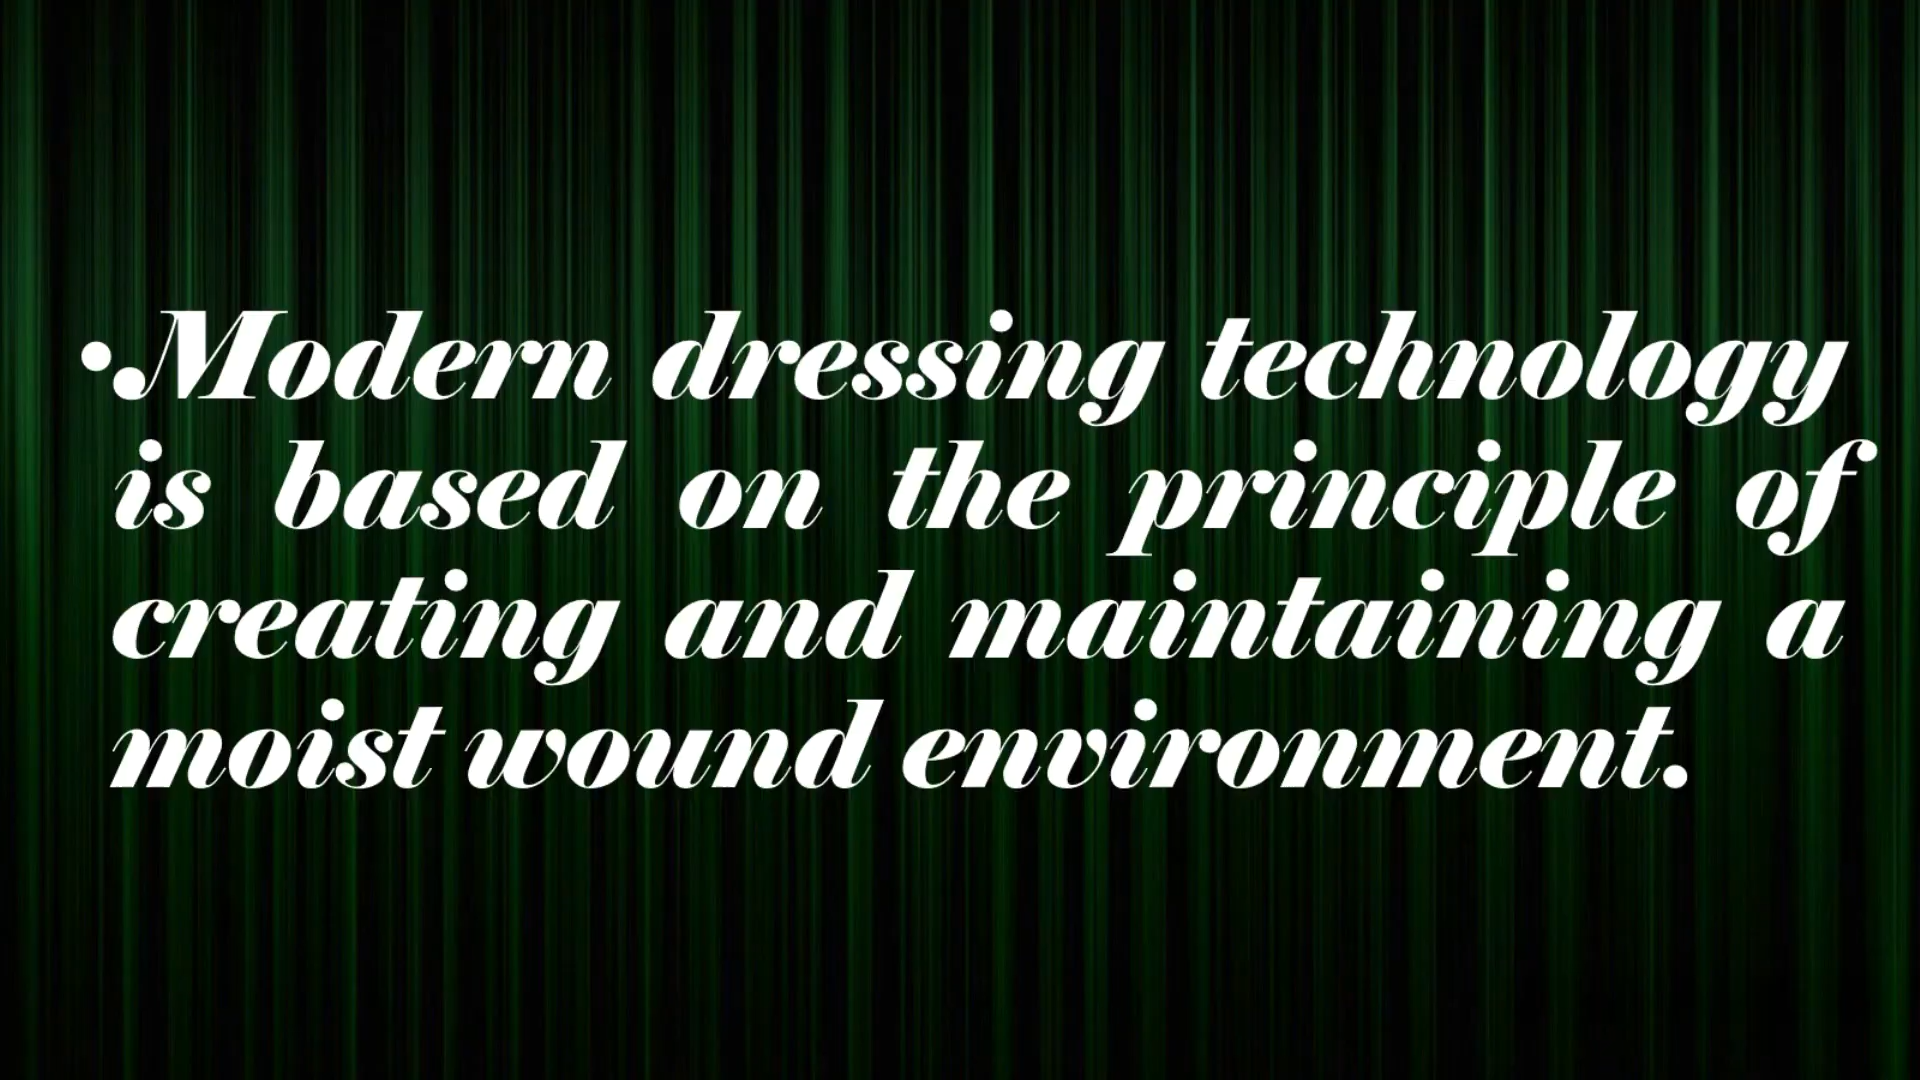 •Modern dressing technology
is based on the principle of
creating and maintaining a
moist wound environment.